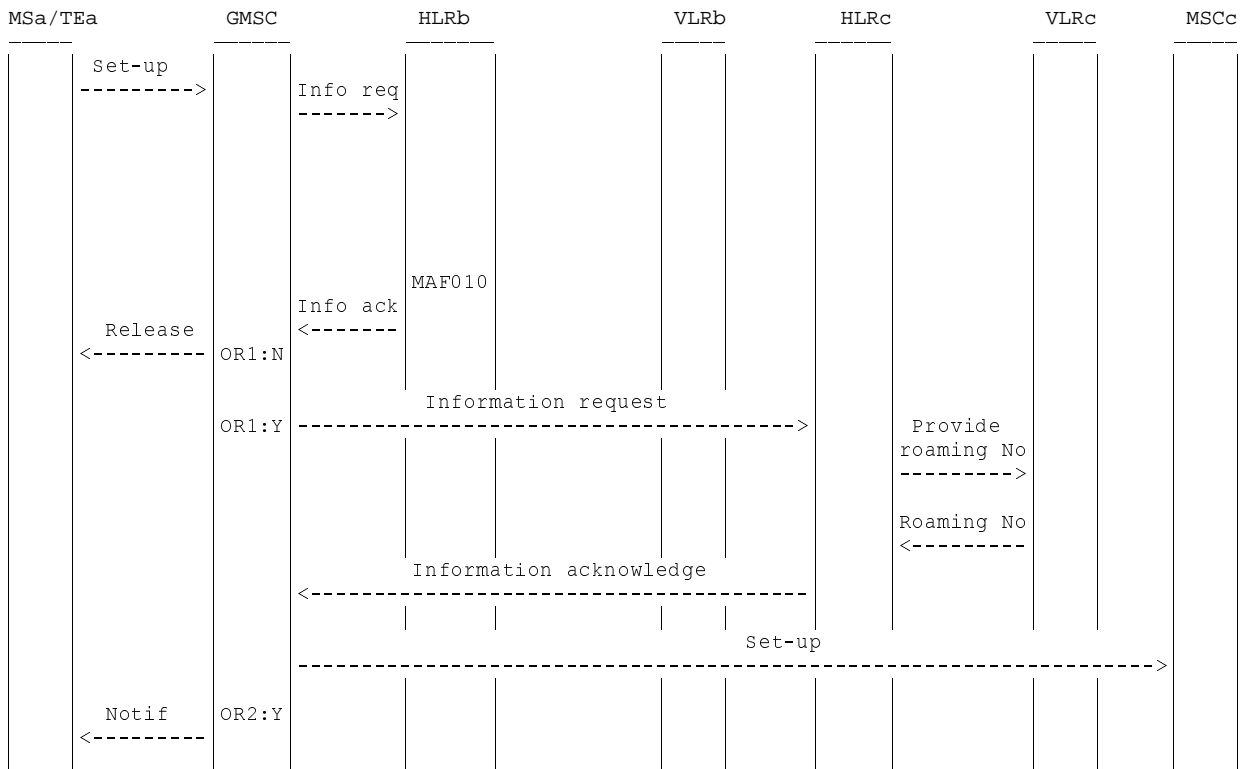 MSa/TEa GMSC HLRb VLRb HLRc VLRc MSCc
Set-up
--------->
Info req
------->
MAF010
Info ack
<-------
Release
<--------- OR1:N
Information request
OR1:Y --------------------------------------->
Provide
roaming No
--------->
Roaming No
<---------
Information acknowledge
<---------------------------------------
Set-up
------------------------------------------------------------------->
Notif OR2:Y
<---------